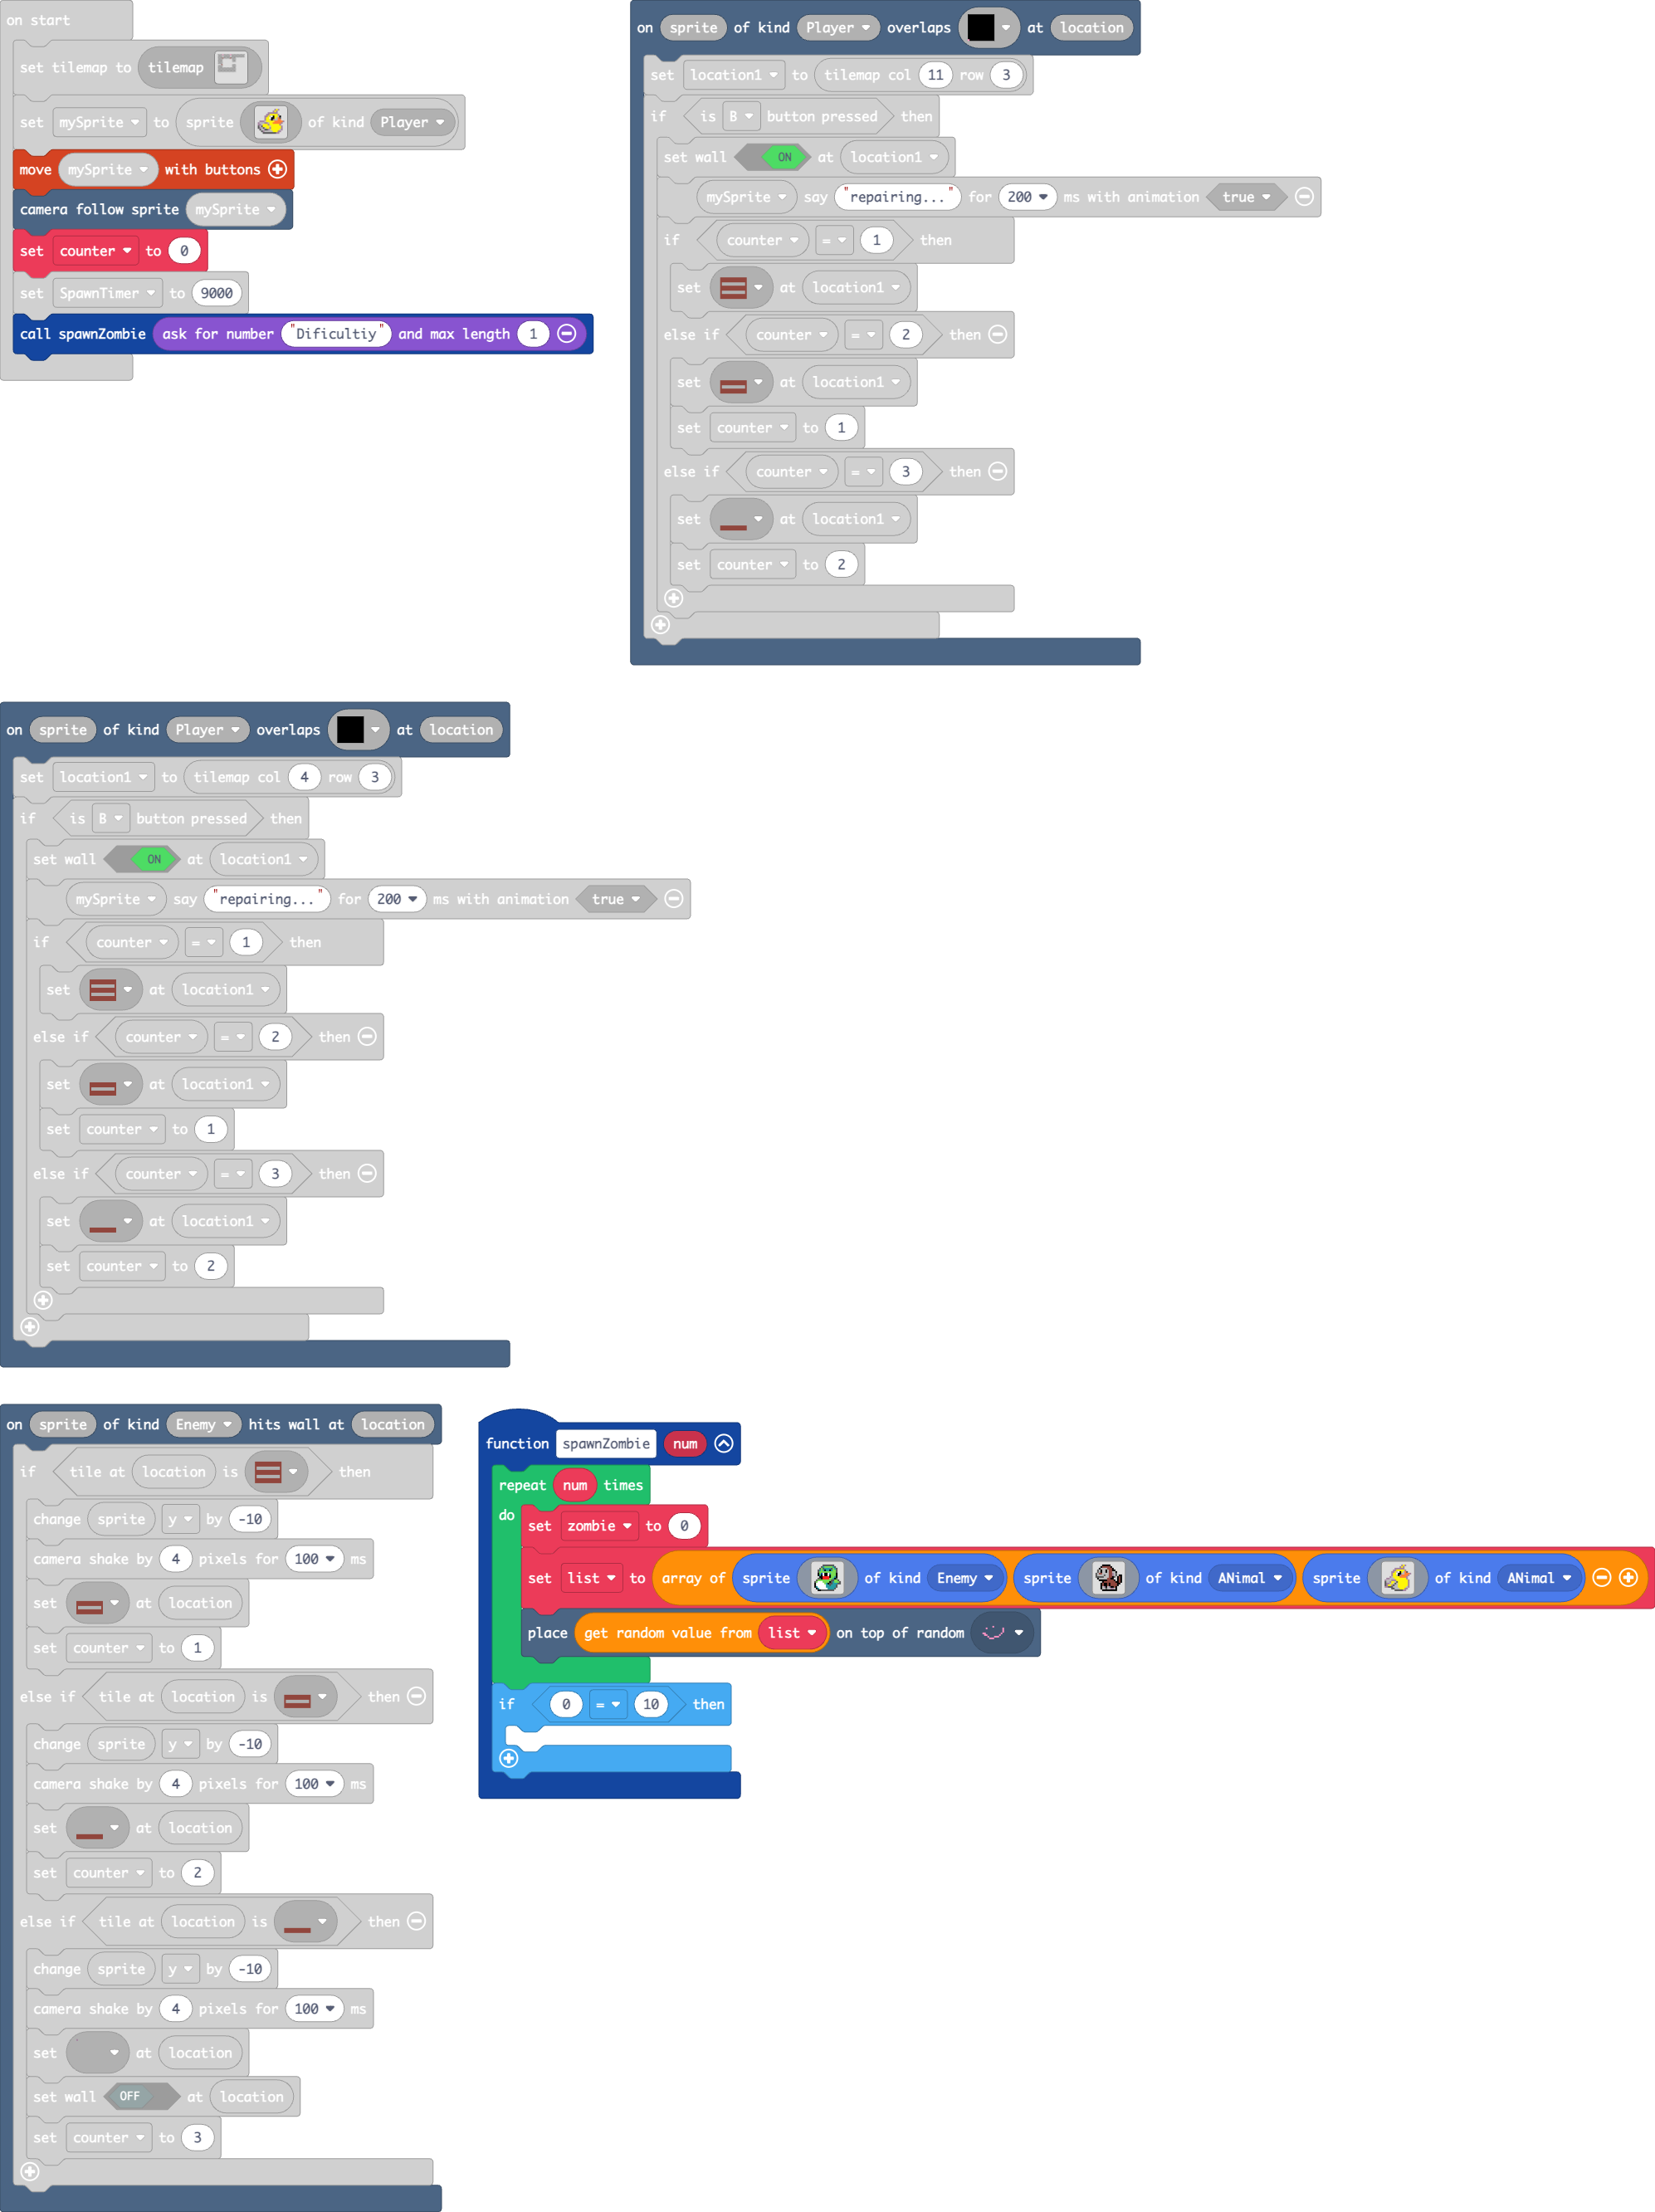 on start
set tilemap to tilemap
set mySprite to sprite of kind Player
move mySprite with buttons
camera follow sprite mySprite
set counter to 0
set SpawnTimer to 9000
call spawnZombie ask for number "Dificultiy" and max length 1
on sprite of kind Player overlaps at location
set location1 to tilemap col 11 row 3
if is B button pressed then
set wall ON at location1
mySprite say "repairing... " for 200 ms with animation true
if counter = 1 then
set at location1
else if counter = 2 then
set at location1
set counter to 1
else if counter = 3 then
set at location1
set counter to 2
on sprite of kind Player overlaps at location
set location1 to tilemap col 4 row 3
if is B button pressed then
set wall ON at location1
mySprite say "repairing... " for 200 ms with animation true
if counter = 1 then
set at location1
else if counter = 2 then
set at location1
set counter to 1
else if counter = 3 then
set at location1
set counter to 2
on sprite of kind Enemy hits wall at location
if tile at location is then
change sprite y by -10
camera shake by 4 pixels for 100 ms
set at location
set counter to 1
else if tile at location is then
change sprite y by -10
camera shake by 4 pixels for 100 ms
set at location
set counter to 2
else if tile at location is then
change sprite y by -10
camera shake by 4 pixels for 100 ms
set at location
set wall OFF at location
set counter to 3
function spawnZombie num
repeat num times
do
set zombie to 0
set list to array of sprite of kind Enemy sprite of kind ANimal sprite of kind ANimal
place get random value from list on top of random
if 0 = 10 then